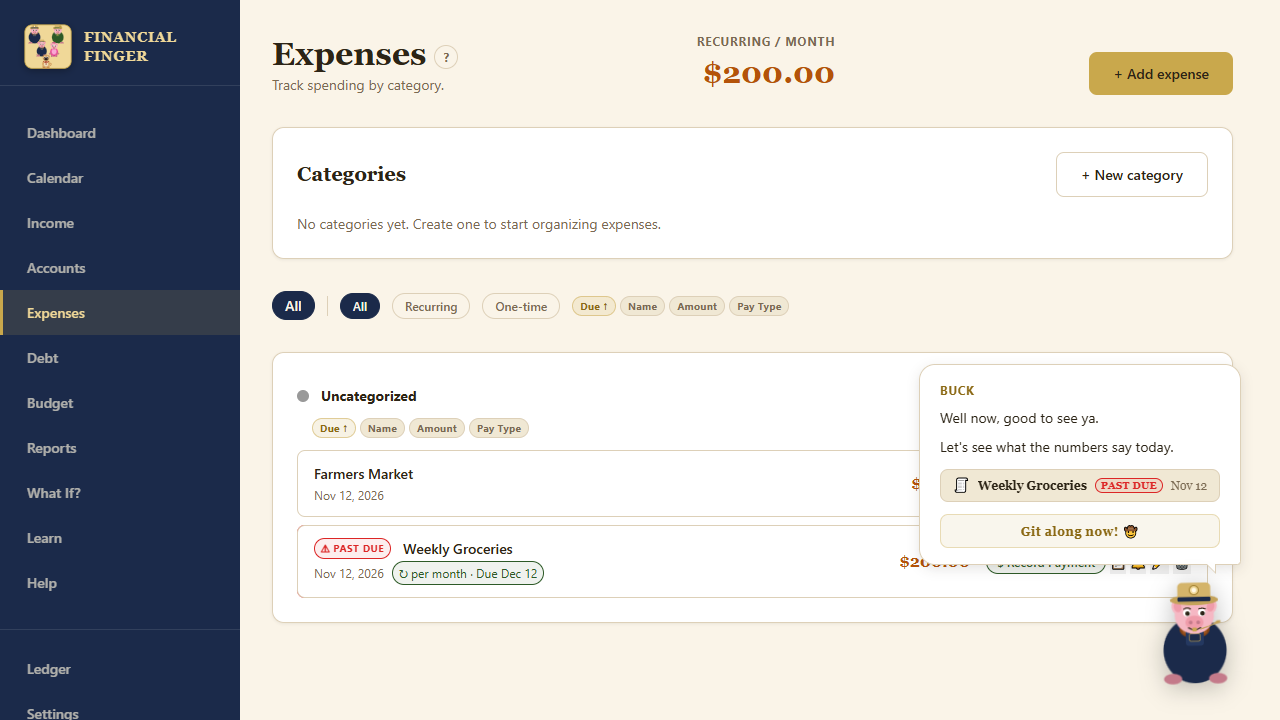 FINANCIAL
FINGER
Dashboard
Calendar
Income
Accounts
Expenses
Debt
Budget
Reports
What If?
Learn
Help
Ledger
Settings
Expenses ?
Track spending by category.
RECURRING / MONTH
$200.00
+ Add expense
Categories
+ New category
No categories yet. Create one to start organizing expenses.
All
All
Recurring
One-time
Due ↑
Name
Amount
Pay Type
Uncategorized
Due ↑
Name
Amount
Pay Type
Farmers Market
Nov 12, 2026
$
⚠ PAST DUE
Weekly Groceries
Nov 12, 2026
↻ per month · Due Dec 12
$200.00
$ Record Payment
BUCK
Well now, good to see ya.
Let's see what the numbers say today.
Weekly Groceries
PAST DUE
Nov 12
Git along now! 🤠